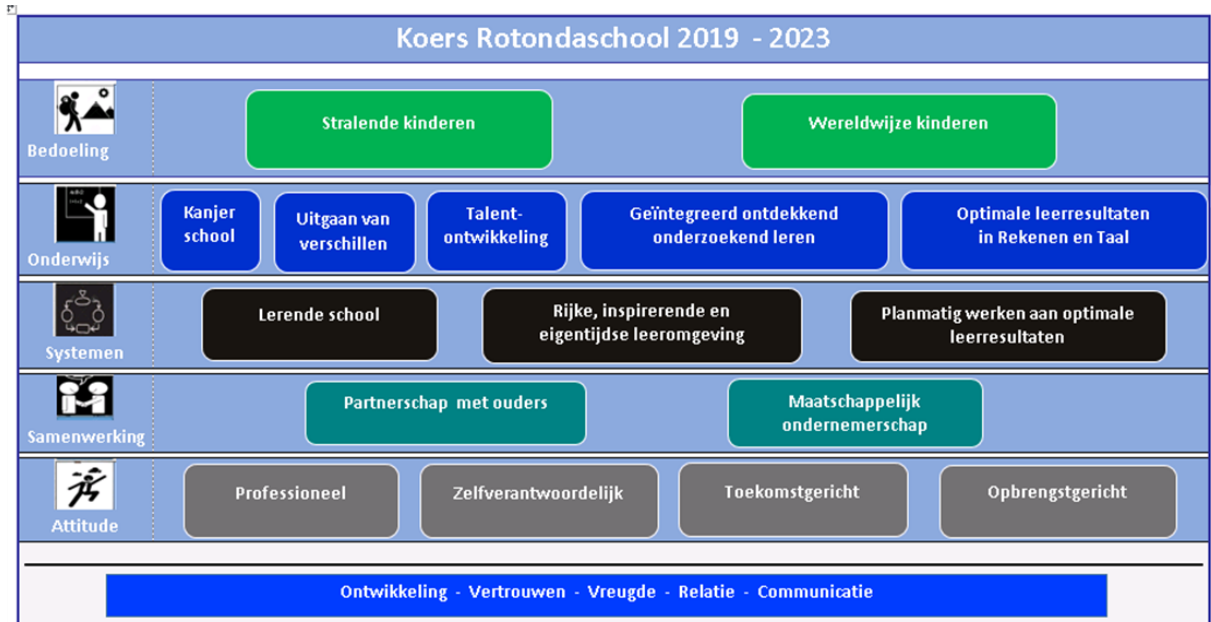 Koers Rotondaschool 2019 - 2023
Bedoeling
Stralende kinderen
Wereldwijze kinderen
Onderwijs
Kanjer
school
Uitgaan van
verschillen
Talent-
ontwikkeling
Geïntegreerd ontdekkend
onderzoekend leren
Optimale leerresultaten
in Rekenen en Taal
Systemen
Lerende school
Rijke, inspirerende en
eigentijdse leeromgeving
Planmatig werken aan optimale
leerresultaten
Samenwerking
Partnerschap met ouders
Maatschappelijk
ondernemerschap
Attitude
Professioneel
Zelfverantwoordelijk
Toekomstgericht
Opbrengstgericht
Ontwikkeling - Vertrouwen - Vreugde - Relatie - Communicatie